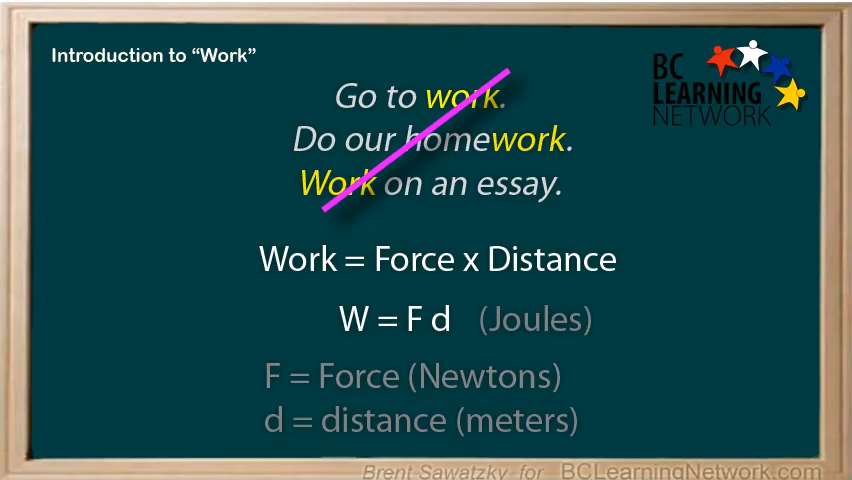 Introduction to “Work”
BC
LEARNING
NETWORK
Go to work.
Do our homework.
Work on an essay.
Work = Force x Distance
W = F d (Joules)
F = Force (Newtons)
d = distance (meters)
Brent Sawatzky for BCLearningNetwork.com